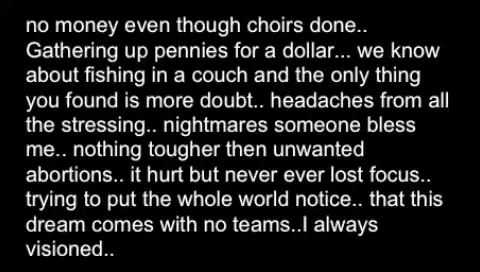 no money even though choirs done..
Gathering up pennies for a dollar... we know
about fishing in a couch and the only thing
you found is more doubt.. headaches from all
the stressing.. nightmares someone bless
me.. nothing tougher then unwanted
abortions.. it hurt but never ever lost focus..
trying to put the whole world notice.. that this
dream comes with no teams..I always
visioned..